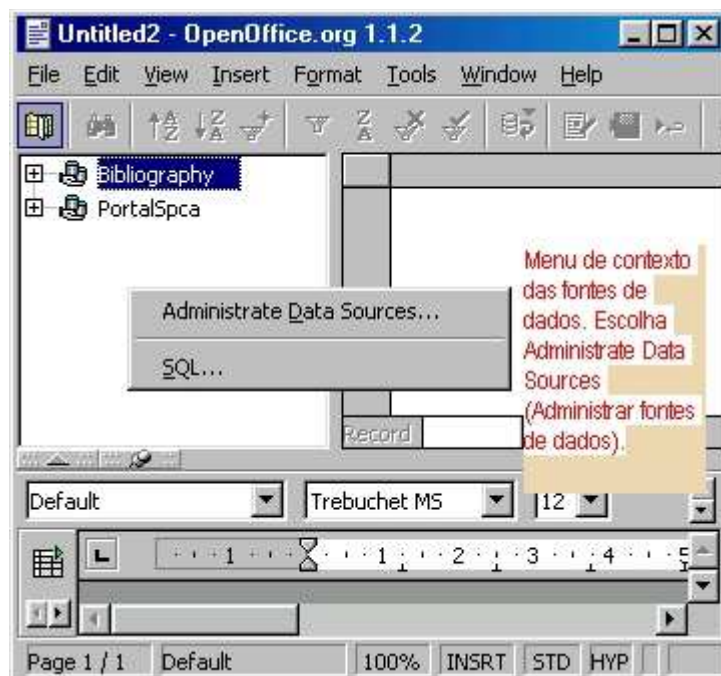 Untitled2 - OpenOffice.org 1.1.2
File Edit View Insert Format Tools Window Help
Bibliography
PortalSpca
Administrate Data Sources...
SQL...
Menu de contexto
das fontes de
dados. Escolha
Administrate Data
Sources
(Administrar fontes
de dados).
Record
Default Trebuchet MS 12
1 1 2 3 4 5
Page 1 / 1 Default 100% INSRT STD HYP